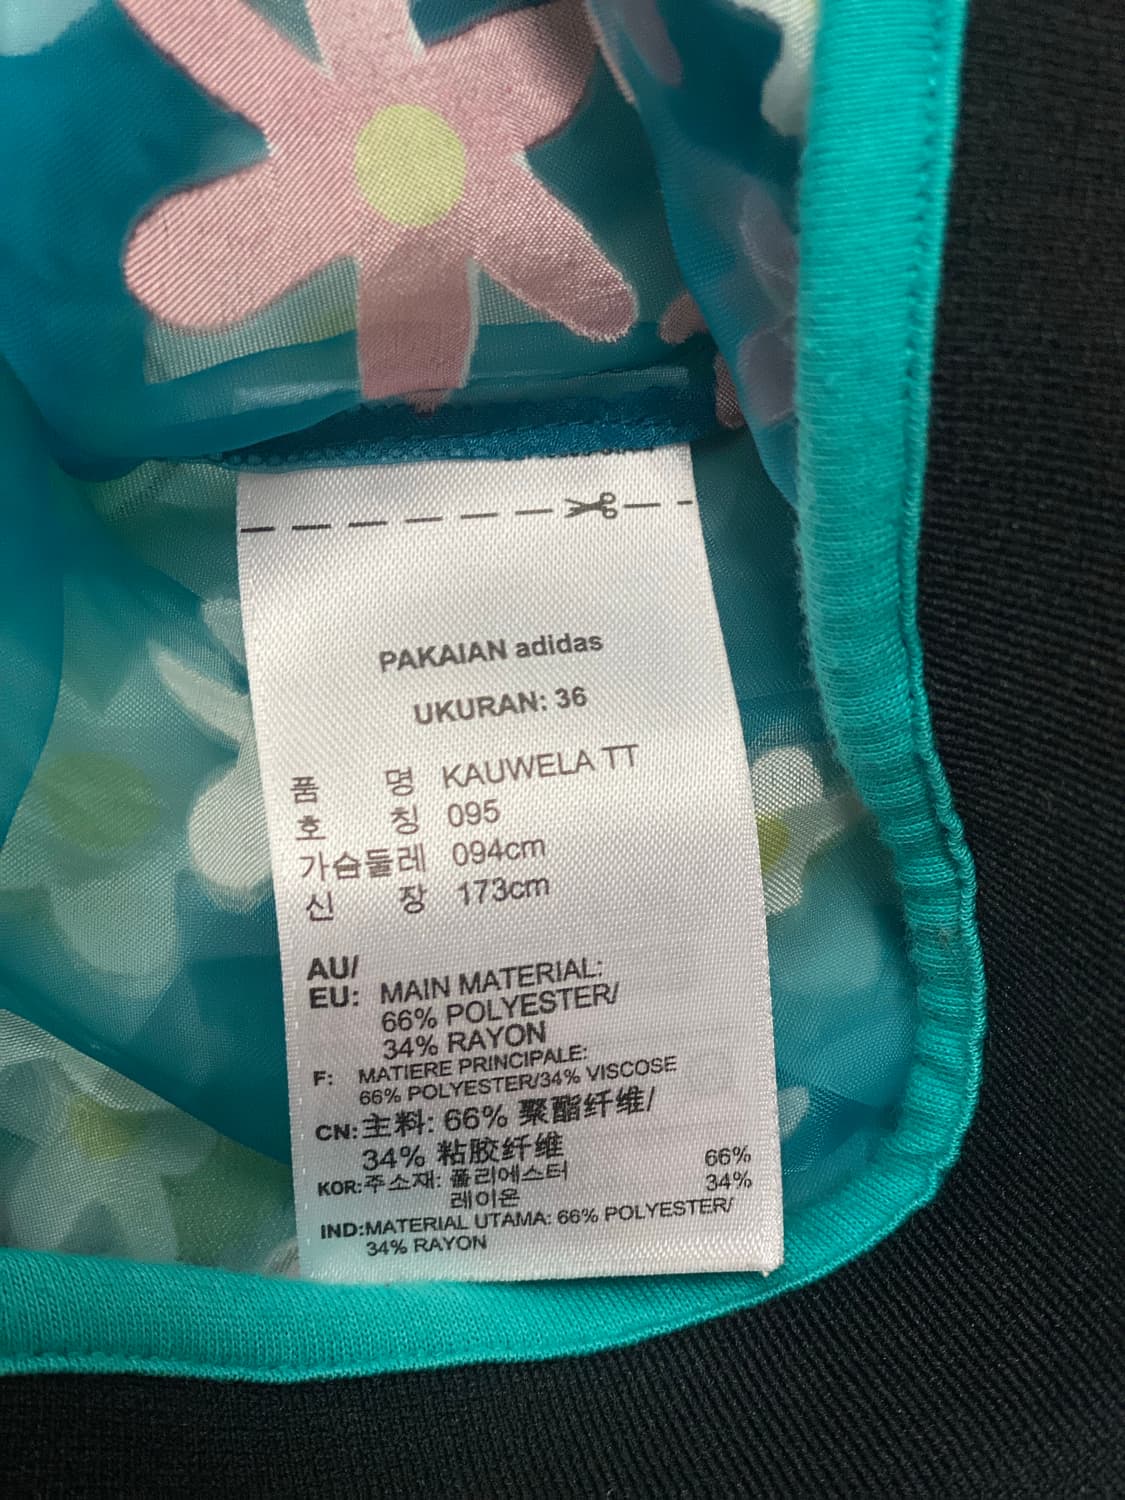 PAKAIAN adidas
UKURAN: 36
품 명 KAUWELA TT
호 칭 095
가슴둘레 094cm
신 장 173cm
AU/
EU: MAIN MATERIAL:
66% POLYESTER/
34% RAYON
F: MATIERE PRINCIPALE:
66% POLYESTER/34% VISCOSE
CN:主料: 66% 聚酯纤维/
34% 粘胶纤维
KOR:주소재: 폴리에스터 66%
레이온 34%
IND:MATERIAL UTAMA: 66% POLYESTER/
34% RAYON